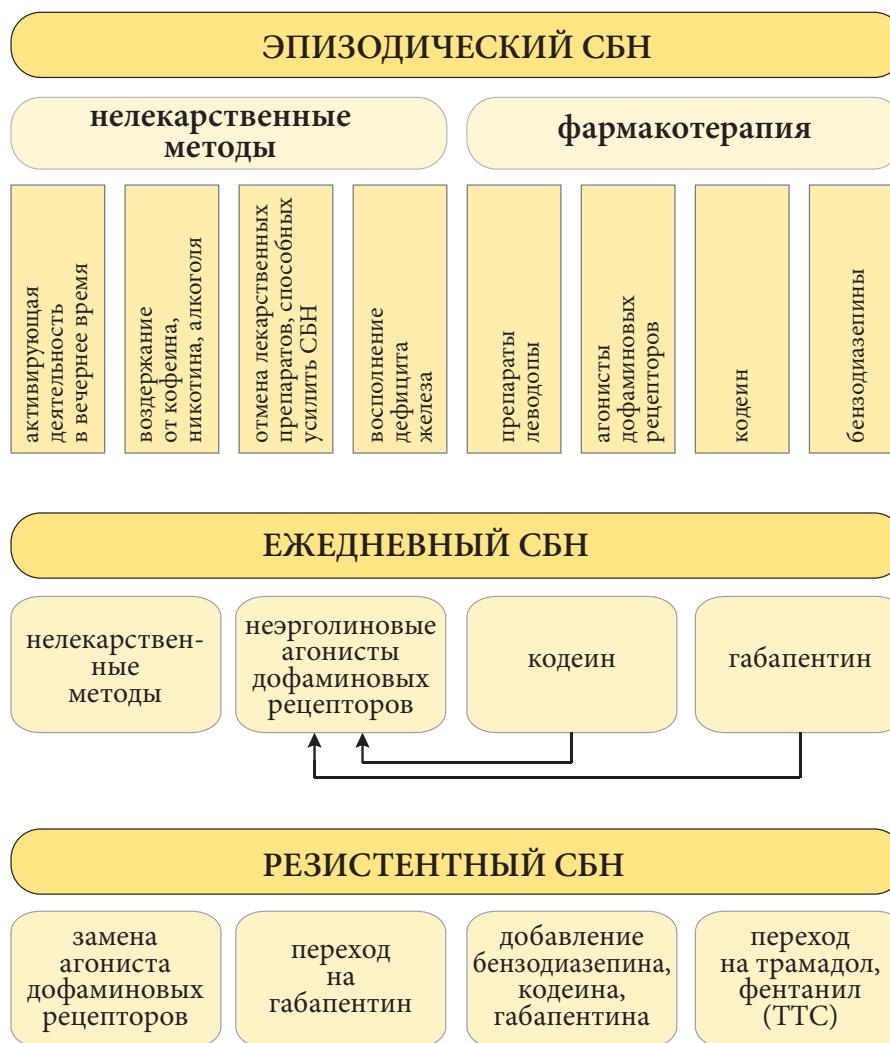 ЭПИЗОДИЧЕСКИЙ СБН
нелекарственные
методы
фармакотерапия
активирующая
деятельность
в вечернее время
воздержание
от кофеина,
никотина, алкоголя
отмена лекарственных
препаратов, способных
усилить СБН
восполнение
дефицита
железа
препараты
леводопы
агонисты
дофаминовых
рецепторов
кодеин
бензодиазепины
ЕЖЕДНЕВНЫЙ СБН
нелекарствен-
ные
методы
неэрголиновые
агонисты
дофаминовых
рецепторов
кодеин
габапентин
РЕЗИСТЕНТНЫЙ СБН
замена
агониста
дофаминовых
рецепторов
переход
на
габапентин
добавление
бензодиазепина,
кодеина,
габапентина
переход
на трамадол,
фентанил
(ТТС)